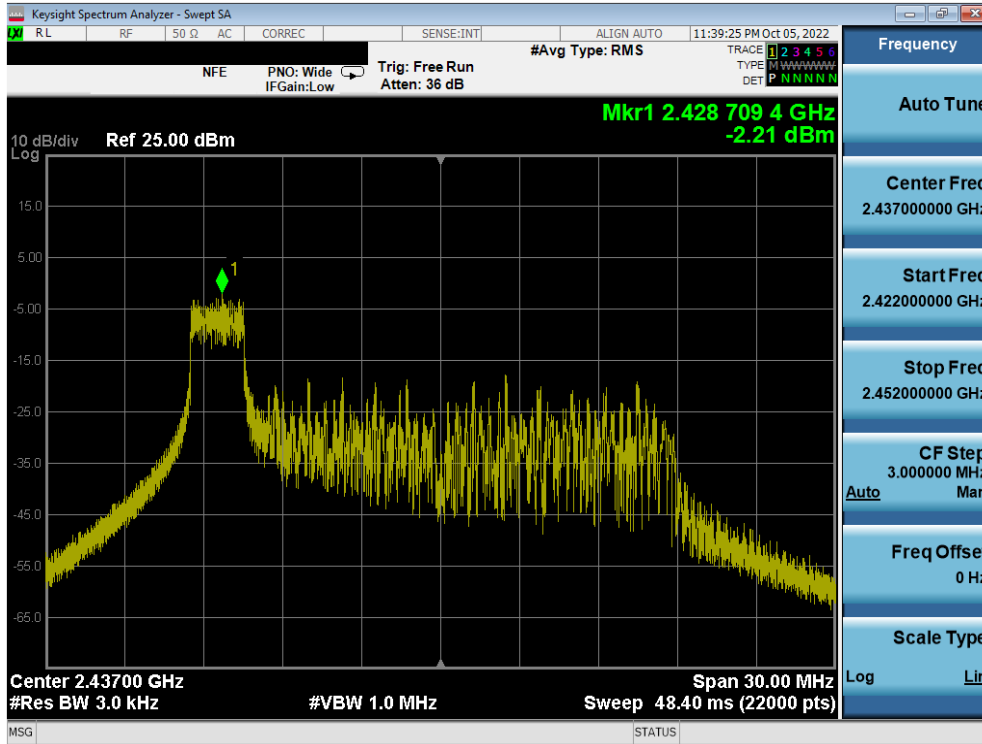 Keysight Spectrum Analyzer - Swept SA
LXI RL RF 50 Ω AC CORREC SENSE:INT ALIGN AUTO 11:39:25 PM Oct 05, 2022
#Avg Type: RMS TRACE 1 2 3 4 5 6
NFE PNO: Wide Trig: Free Run TYPE M WWWWW
IFGain:Low Atten: 36 dB DET P N N N N N
Mkr1 2.428 709 4 GHz
-2.21 dBm
10 dB/div Ref 25.00 dBm
Log
15.0
5.00
1
-5.00
-15.0
-25.0
-35.0
-45.0
-55.0
-65.0
Center 2.43700 GHz Span 30.00 MHz
#Res BW 3.0 kHz #VBW 1.0 MHz Sweep 48.40 ms (22000 pts)
MSG STATUS
Frequency
Auto Tune
Center Freq
2.437000000 GHz
Start Freq
2.422000000 GHz
Stop Freq
2.452000000 GHz
CF Step
3.000000 MHz
Auto Man
Freq Offset
0 Hz
Scale Type
Log Lin